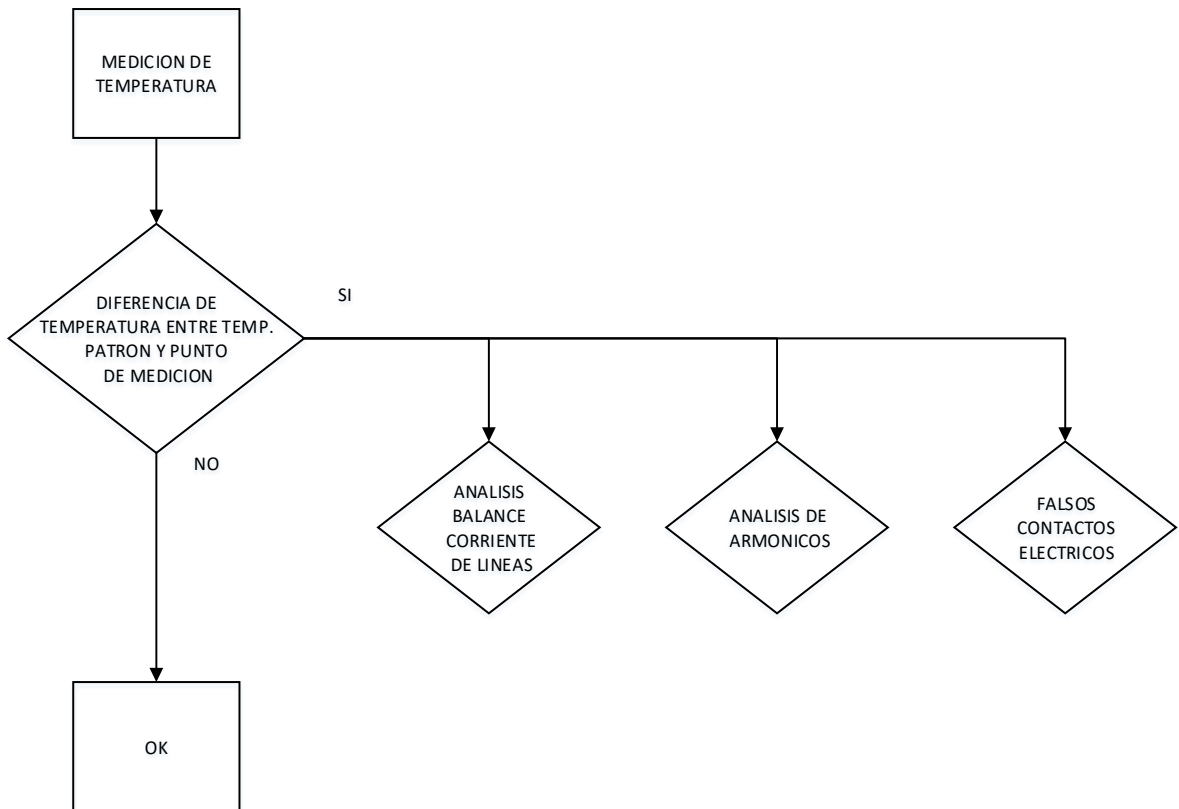 MEDICION DE
TEMPERATURA
SI
DIFERENCIA DE
TEMPERATURA ENTRE TEMP.
PATRON Y PUNTO
DE MEDICION
NO
ANALISIS
BALANCE
CORRIENTE
DE LINEAS
ANALISIS DE
ARMONICOS
FALSOS
CONTACTOS
ELECTRICOS
OK